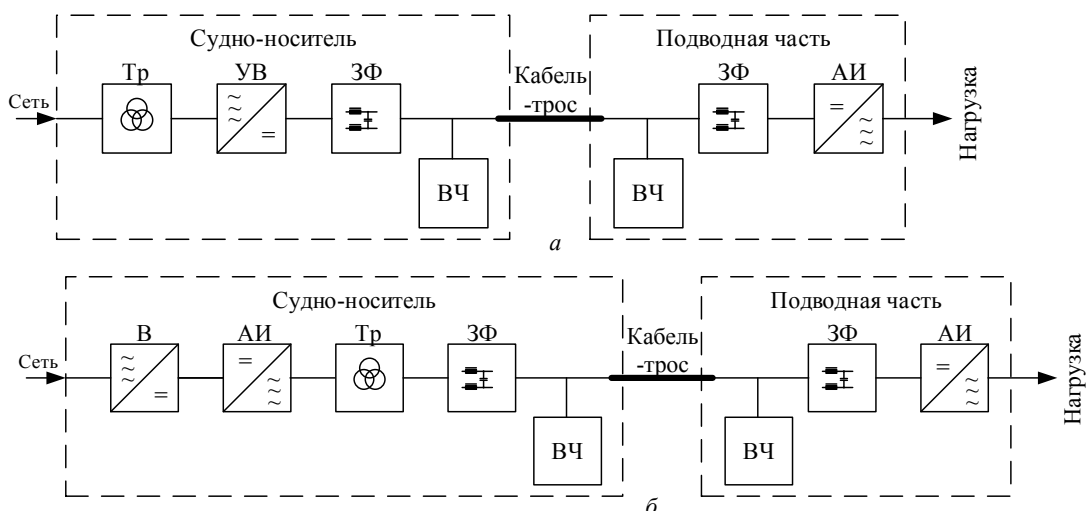 Судно-носитель
Подводная часть
Тр
УВ
ЗФ
Кабель
-трос
ЗФ
АИ
Сеть
Нагрузка
ВЧ
ВЧ
а
Судно-носитель
Подводная часть
В
АИ
Тр
ЗФ
Кабель
-трос
ЗФ
АИ
Сеть
Нагрузка
ВЧ
ВЧ
б